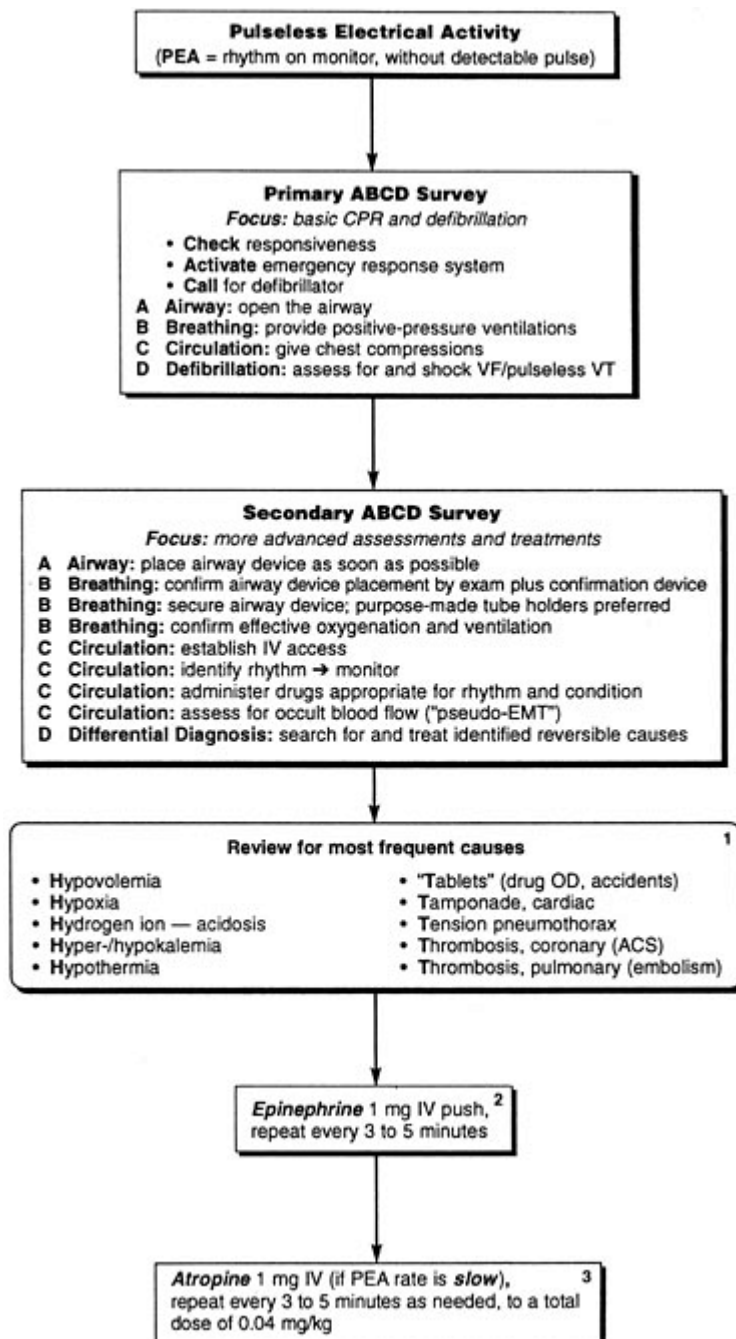 Pulseless Electrical Activity
(PEA = rhythm on monitor, without detectable pulse)
Primary ABCD Survey
Focus: basic CPR and defibrillation
• Check responsiveness
• Activate emergency response system
• Call for defibrillator
A Airway: open the airway
B Breathing: provide positive-pressure ventilations
C Circulation: give chest compressions
D Defibrillation: assess for and shock VF/pulseless VT
Secondary ABCD Survey
Focus: more advanced assessments and treatments
A Airway: place airway device as soon as possible
B Breathing: confirm airway device placement by exam plus confirmation device
B Breathing: secure airway device; purpose-made tube holders preferred
B Breathing: confirm effective oxygenation and ventilation
C Circulation: establish IV access
C Circulation: identify rhythm → monitor
C Circulation: administer drugs appropriate for rhythm and condition
C Circulation: assess for occult blood flow ("pseudo-EMT")
D Differential Diagnosis: search for and treat identified reversible causes
Review for most frequent causes 1
• Hypovolemia
• Hypoxia
• Hydrogen ion — acidosis
• Hyper-/hypokalemia
• Hypothermia
• "Tablets" (drug OD, accidents)
• Tamponade, cardiac
• Tension pneumothorax
• Thrombosis, coronary (ACS)
• Thrombosis, pulmonary (embolism)
Epinephrine 1 mg IV push, 2
repeat every 3 to 5 minutes
Atropine 1 mg IV (if PEA rate is slow), 3
repeat every 3 to 5 minutes as needed, to a total
dose of 0.04 mg/kg